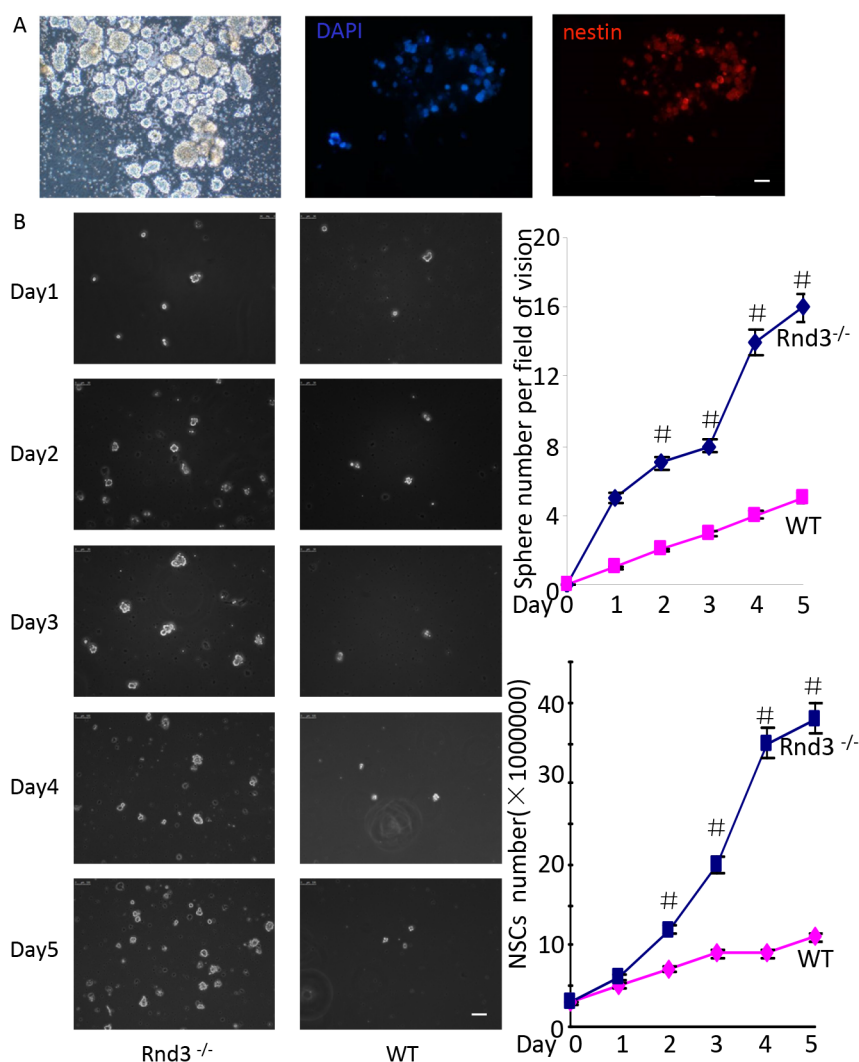 A
DAPI
nestin
B
Day1
Day2
Day3
Day4
Day5
Rnd3 -/-
WT
Sphere number per field of vision
20
16
12
8
4
0
#
#
#
#
Rnd3-/-
WT
Day 0 1 2 3 4 5
NSCs number(×1000000)
40
30
20
10
0
#
#
#
#
Rnd3 -/-
WT
Day 0 1 2 3 4 5